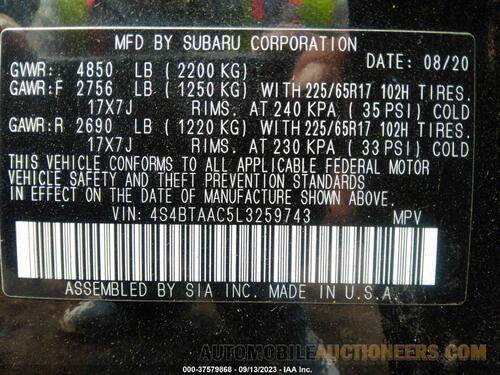 MFD BY SUBARU CORPORATION
DATE: 08/20
GVWR: 4850 LB (2200 KG)
GAWR:F 2756 LB (1250 KG) WITH 225/65R17 102H TIRES.
17X7J RIMS. AT 240 KPA (35 PSI) COLD
GAWR:R 2690 LB (1220 KG) WITH 225/65R17 102H TIRES.
17X7J RIMS. AT 230 KPA (33 PSI) COLD
THIS VEHICLE CONFORMS TO ALL APPLICABLE FEDERAL MOTOR
VEHICLE SAFETY AND THEFT PREVENTION STANDARDS
IN EFFECT ON THE DATE OF MANUFACTURE SHOWN ABOVE.
VIN: 4S4BTAAC5L3259743 MPV
ASSEMBLED BY SIA INC. MADE IN U.S.A.
AUTOMOBILE
AUCTIONEERS.COM
000-37579868 - 09/13/2023 - IAA Inc.